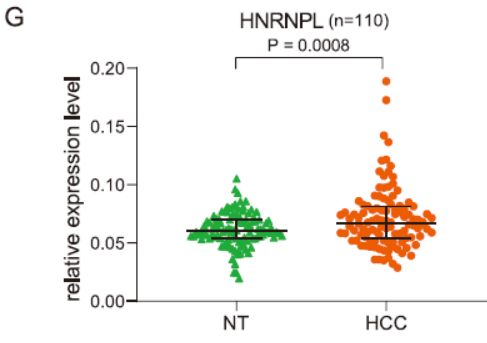 G
HNRNPL (n=110)
P = 0.0008
relative expression level
0.20
0.15
0.10
0.05
0.00
NT
HCC